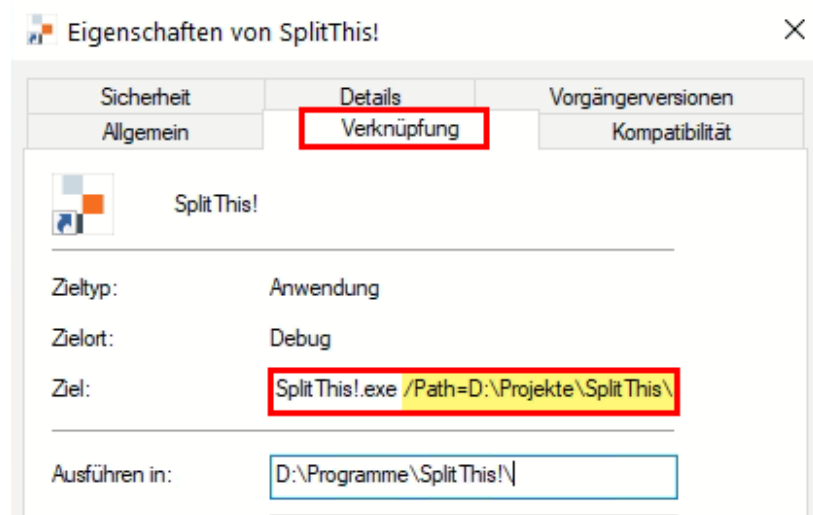 Eigenschaften von SplitThis!
Sicherheit Details Vorgängerversionen
Allgemein Verknüpfung Kompatibilität
SplitThis!
Zieltyp: Anwendung
Zielort: Debug
Ziel: SplitThis!.exe /Path=D:\Projekte\SplitThis\
Ausführen in: D:\Programme\SplitThis!\